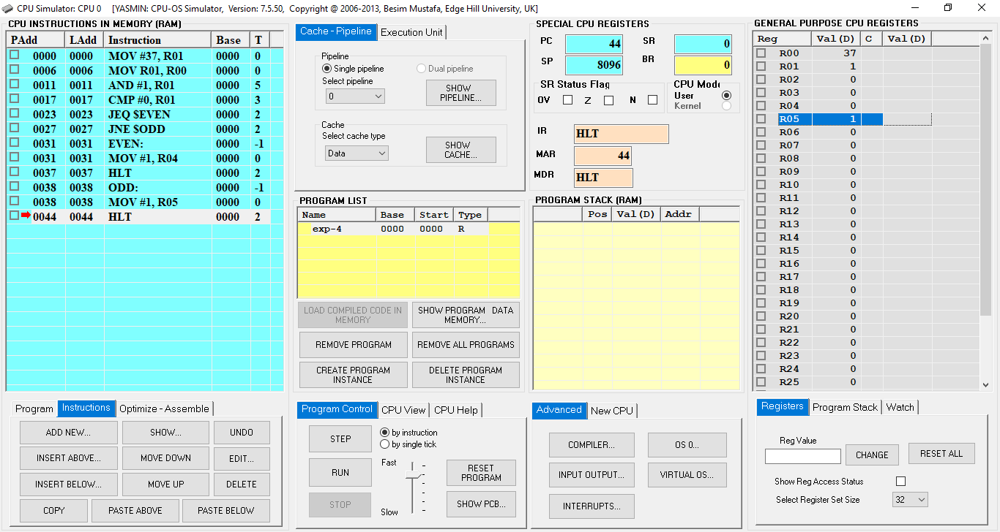 CPU Simulator: CPU 0 [YASMIN: CPU-OS Simulator, Version: 7.5.50, Copyright @ 2006-2013, Besim Mustafa, Edge Hill University, UK]
CPU INSTRUCTIONS IN MEMORY (RAM)
PAdd LAdd Instruction Base T
0000 0000 MOV #37, R01 0000 0
0006 0006 MOV R01, R00 0000 0
0011 0011 AND #1, R01 0000 5
0017 0017 CMP #0, R01 0000 3
0023 0023 JEQ $EVEN 0000 2
0027 0027 JNE $ODD 0000 2
0031 0031 EVEN: 0000 -1
0031 0031 MOV #1, R04 0000 0
0037 0037 HLT 0000 2
0038 0038 ODD: 0000 -1
0038 0038 MOV #1, R05 0000 0
0044 0044 HLT 0000 2
Program Instructions Optimize - Assemble
ADD NEW... SHOW... UNDO
INSERT ABOVE... MOVE DOWN EDIT...
INSERT BELOW... MOVE UP DELETE
COPY PASTE ABOVE PASTE BELOW
Cache - Pipeline Execution Unit
Pipeline
Single pipeline Dual pipeline
Select pipeline
0
SHOW
PIPELINE...
Cache
Select cache type
Data
SHOW
CACHE...
PROGRAM LIST
Name Base Start Type
exp-4 0000 0000 R
LOAD COMPILED CODE IN
MEMORY
SHOW PROGRAM DATA
MEMORY...
REMOVE PROGRAM REMOVE ALL PROGRAMS
CREATE PROGRAM
INSTANCE
DELETE PROGRAM
INSTANCE
Program Control CPU View CPU Help
STEP
RUN
STOP
by instruction
by single tick
Fast
Slow
RESET
PROGRAM
SHOW PCB...
SPECIAL CPU REGISTERS
PC 44 SR 0
SP 8096 BR 0
SR Status Flag
OV Z N
CPU Mode
User
Kernel
IR HLT
MAR 44
MDR HLT
PROGRAM STACK (RAM)
Pos Val(D) Addr
Advanced New CPU
COMPILER... OS 0...
INPUT OUTPUT... VIRTUAL OS...
INTERRUPTS...
GENERAL PURPOSE CPU REGISTERS
Reg Val(D) C Val(D)
R00 37
R01 1
R02 0
R03 0
R04 0
R05 1
R06 0
R07 0
R08 0
R09 0
R10 0
R11 0
R12 0
R13 0
R14 0
R15 0
R16 0
R17 0
R18 0
R19 0
R20 0
R21 0
R22 0
R23 0
R24 0
R25 0
Registers Program Stack Watch
Reg Value
CHANGE RESET ALL
Show Reg Access Status
Select Register Set Size 32